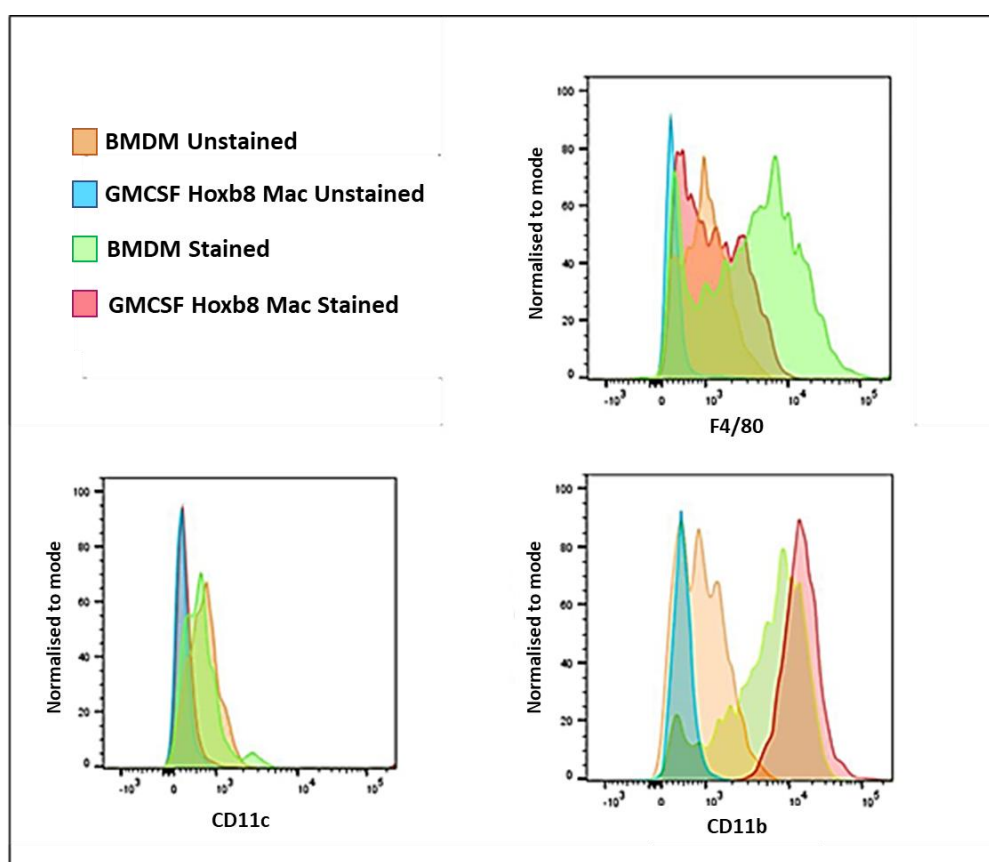 BMDM Unstained
GMCSF Hoxb8 Mac Unstained
BMDM Stained
GMCSF Hoxb8 Mac Stained
Normalised to mode
100
80
60
40
20
0
-10³ 0 10³ 10⁴ 10⁵
F4/80
Normalised to mode
100
80
60
40
20
0
-10³ 0 10³ 10⁴ 10⁵
CD11c
Normalised to mode
100
80
60
40
20
0
-10³ 0 10³ 10⁴ 10⁵
CD11b